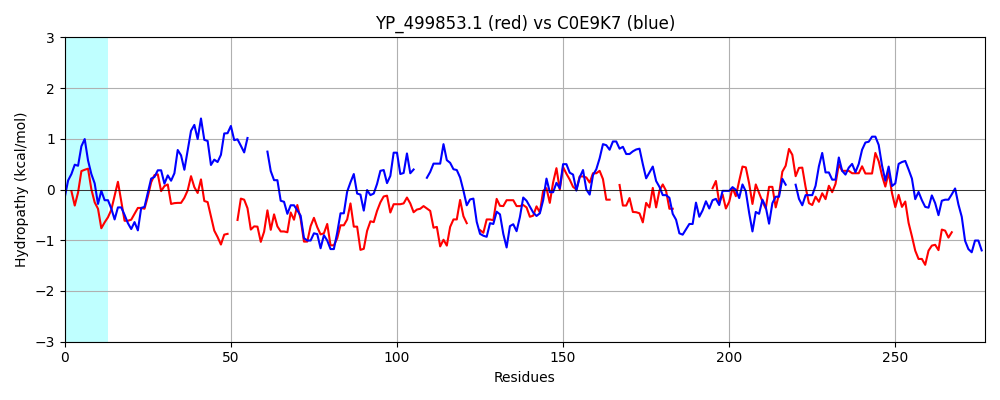 YP_499853.1 (red) vs C0E9K7 (blue)
Hydropathy (kcal/mol)
3
2
1
0
−1
−2
−3
0 50 100 150 200 250
Residues